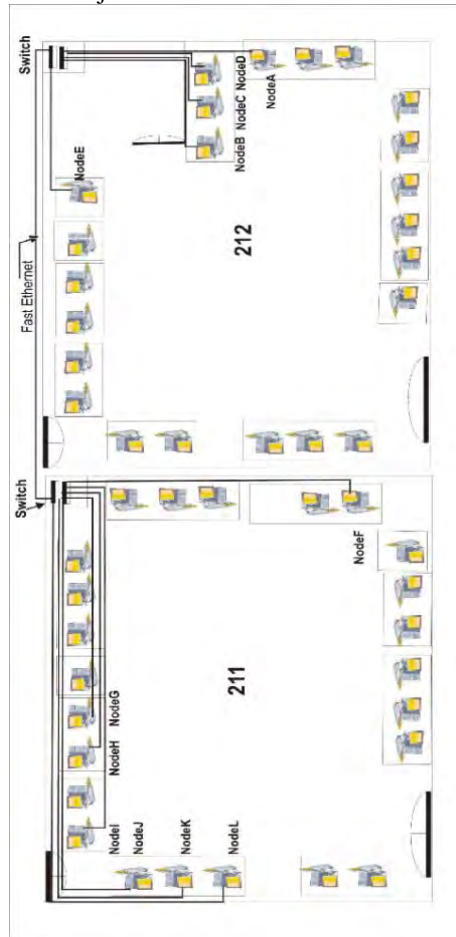 Switch
Fast Ethernet
NodeE
NodeD
NodeC
NodeB
NodeA
212
Switch
NodeF
NodeG
NodeH
NodeI
NodeJ
NodeK
NodeL
211